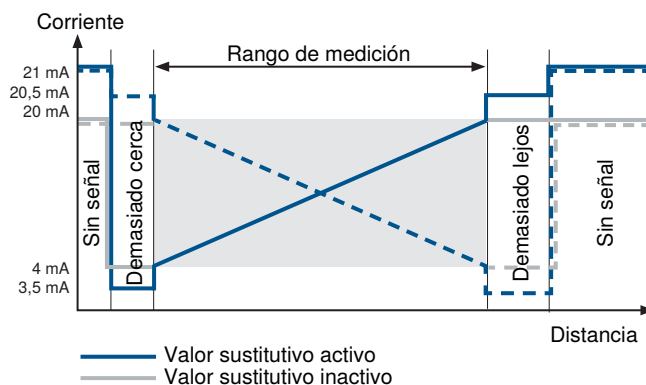 Corriente
Rango de medición
21 mA
20,5 mA
20 mA
Sin señal
Demasiado cerca
Demasiado lejos
Sin señal
4 mA
3,5 mA
Distancia
Valor sustitutivo activo
Valor sustitutivo inactivo